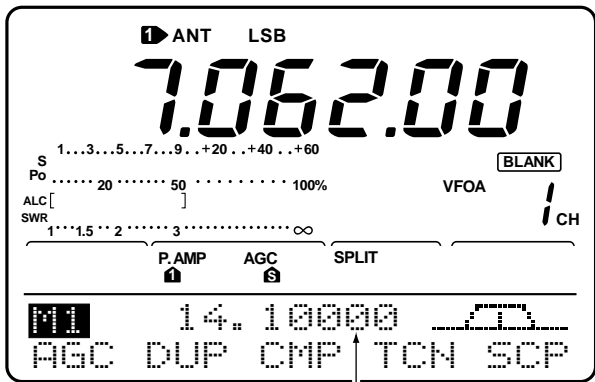 1 ANT LSB
7.062.00
S 1...3...5...7...9..+20..+40..+60
BLANK
Po ...... 20 ...... 50 .......... 100%
VFOA 1 CH
ALC [ ]
SWR 1...1.5..2......3...............∞
P.AMP AGC SPLIT
1 S
M1 14.10000
AGC DUP CMP TCN SCP